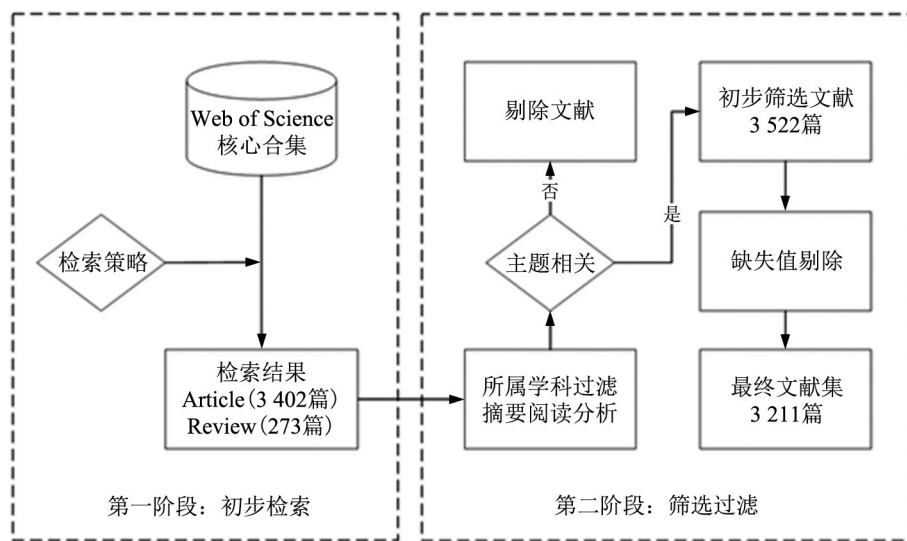 Web of Science
核心合集
检索策略
检索结果
Article(3 402篇)
Review(273篇)
第一阶段：初步检索
剔除文献
否
主题相关
是
所属学科过滤
摘要阅读分析
初步筛选文献
3 522篇
缺失值剔除
最终文献集
3 211篇
第二阶段：筛选过滤